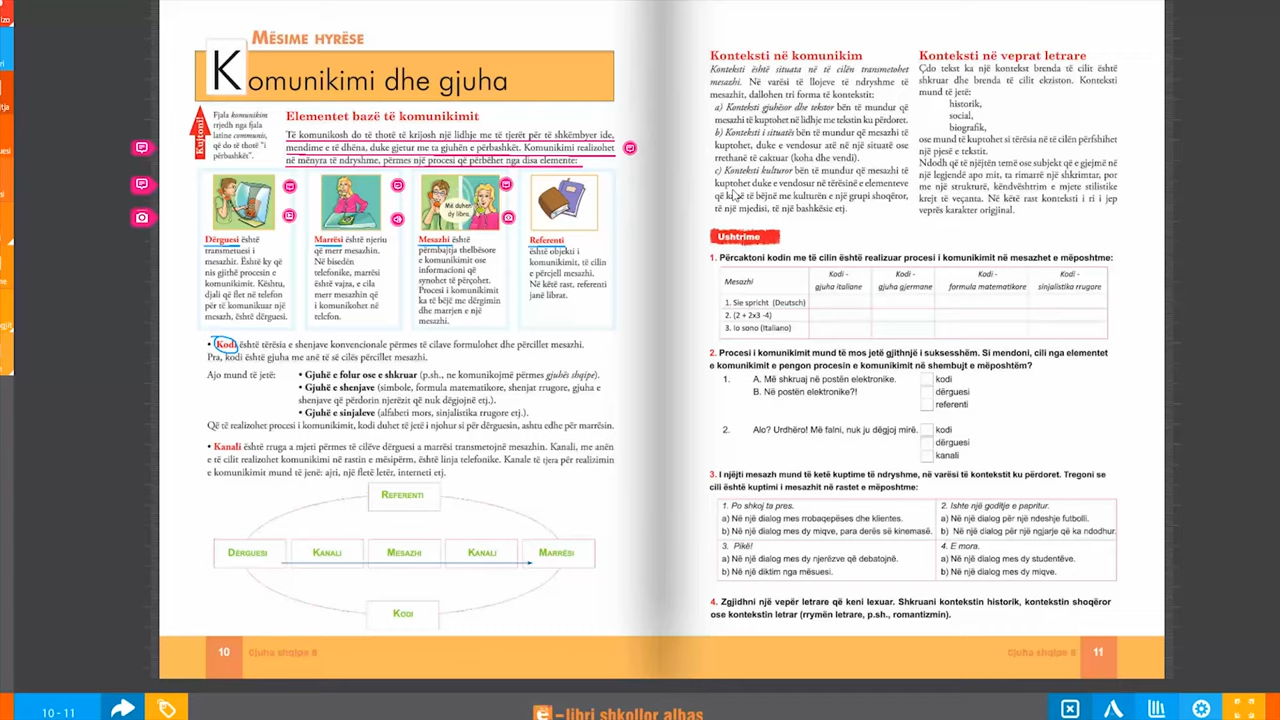 MËSIME HYRËSE
Komunikimi dhe gjuha
Kujtoni!
Fjala komunikim
rrjedh nga fjala
latine communis,
që do të thotë "i
përbashkët".
Elementet bazë të komunikimit
Të komunikosh do të thotë të krijosh një lidhje me të tjerët për të shkëmbyer ide,
mendime e të dhëna, duke gjetur me ta gjuhën e përbashkët. Komunikimi realizohet
në mënyra të ndryshme, përmes një procesi që përbëhet nga disa elemente:
Më duhen
dy libra.
Dërguesi është
transmetuesi i
mesazhit. Është ky
që nis gjithë procesin e
komunikimit. Kështu,
djali që flet në telefon
për të komunikuar një
mesazh, është dërguesi.
Marrësi është njeriu
që merr mesazhin.
Në bisedën
telefonike, marrësi
është vajza, e cila
merr mesazhin që
i komunikohet në
telefon.
Mesazhi është
përmbajtja thelbësore
e komunikimit ose
informacioni që
synohet të përçohet.
Procesi i komunikimit
ka të bëjë me dërgimin
dhe marrjen e një
mesazhi.
Referenti
është objekti i
komunikimit, të cilin
e përcjell mesazhi.
Në këtë rast, referenti
janë librat.
• Kodi është tërësia e shenjave konvencionale përmes të cilave formulohet dhe përcillet mesazhi.
Pra, kodi është gjuha me anë të së cilës përcillet mesazhi.
Ajo mund të jetë:
• Gjuhë e folur ose e shkruar (p.sh., ne komunikojmë përmes gjuhës shqipe).
• Gjuhë e shenjave (simbole, formula matematikore, shenjat rrugore, gjuha e
shenjave që përdorin njerëzit që nuk dëgjojnë etj.).
• Gjuhë e sinjaleve (alfabeti mors, sinjalistika rrugore etj.).
Që të realizohet procesi i komunikimit, kodi duhet të jetë i njohur si për dërguesin, ashtu edhe për marrësin.
• Kanali është rruga a mjeti përmes të cilëve dërguesi a marrësi transmetojnë mesazhin. Kanali, me anën
e të cilit realizohet komunikimi në rastin e mësipërm, është linja telefonike. Kanale të tjera për realizimin
e komunikimit mund të jenë: ajri, një fletë letër, interneti etj.
REFERENTI
DËRGUESI KANALI MESAZHI KANALI MARRËSI
KODI
10 Gjuha shqipe 8
Konteksti në komunikim
Konteksti është situata në të cilën transmetohet
mesazhi. Në varësi të llojeve të ndryshme të
mesazhit, dallohen tri forma të kontekstit:
a) Konteksti gjuhësor dhe tekstor bën të mundur që
mesazhi të kuptohet në lidhje me tekstin ku përdoret.
b) Konteksti i situatës bën të mundur që mesazhi të
kuptohet, duke e vendosur atë në një situatë ose
rrethanë të caktuar (koha dhe vendi).
c) Konteksti kulturor bën të mundur që mesazhi të
kuptohet duke e vendosur në tërësinë e elementeve
që kanë të bëjnë me kulturën e një grupi shoqëror,
të një mjedisi, të një bashkësie etj.
Konteksti në veprat letrare
Çdo tekst ka një kontekst brenda të cilit është
shkruar dhe brenda të cilit ekziston. Konteksti
mund të jetë:
historik,
social,
biografik,
ose mund të kuptohet si tërësia në të cilën përfshihet
një pjesë e tekstit.
Ndodh që të njëjtën temë ose subjekt që e gjejmë në
një legjendë apo mit, ta rimarrë një shkrimtar, por
me një strukturë, këndvështrim e mjete stilistike
krejt të veçanta. Në këtë rast konteksti i ri i jep
veprës karakter origjinal.
Ushtrime
1. Përcaktoni kodin me të cilin është realizuar procesi i komunikimit në mesazhet e mëposhtme:
Mesazhi
Kodi - gjuha italiane
Kodi - gjuha gjermane
Kodi - formula matematikore
Kodi - sinjalistika rrugore
1. Sie spricht (Deutsch)
2. (2 + 2x3 -4)
3. Io sono (Italiano)
2. Procesi i komunikimit mund të mos jetë gjithnjë i suksesshëm. Si mendoni, cili nga elementet
e komunikimit e pengon procesin e komunikimit në shembujt e mëposhtëm?
1. A. Më shkruaj në postën elektronike. kodi
B. Në postën elektronike?! dërguesi
referenti
2. Alo? Urdhëro! Më falni, nuk ju dëgjoj mirë. kodi
dërguesi
kanali
3. I njëjti mesazh mund të ketë kuptime të ndryshme, në varësi të kontekstit ku përdoret. Tregoni se
cili është kuptimi i mesazhit në rastet e mëposhtme:
1. Po shkoj ta pres.
a) Në një dialog mes rrobaqepëses dhe klientes.
b) Në një dialog mes dy miqve, para derës së kinemasë.
2. Ishte një goditje e papritur.
a) Në një dialog për një ndeshje futbolli.
b) Në një dialog për një ngjarje që ka ndodhur.
3. Pikë!
a) Në një dialog mes dy njerëzve që debatojnë.
b) Në një diktim nga mësuesi.
4. E mora.
a) Në një dialog mes dy studentëve.
b) Në një dialog mes dy miqve.
4. Zgjidhni një vepër letrare që keni lexuar. Shkruani kontekstin historik, kontekstin shoqëror
ose kontekstin letrar (rrymën letrare, p.sh., romantizmin).
Gjuha shqipe 8 11
10 - 11
e-libri shkollor albas